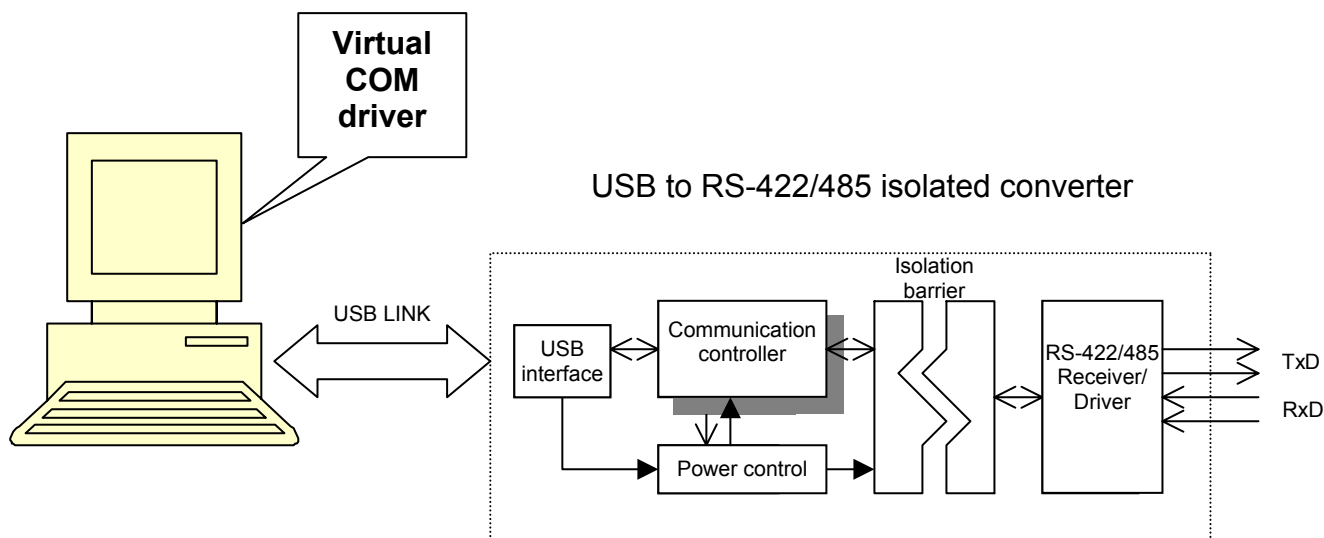 Virtual
COM
driver
USB to RS-422/485 isolated converter
Isolation
barrier
USB LINK
USB
interface
Communication
controller
RS-422/485
Receiver/
Driver
TxD
RxD
Power control